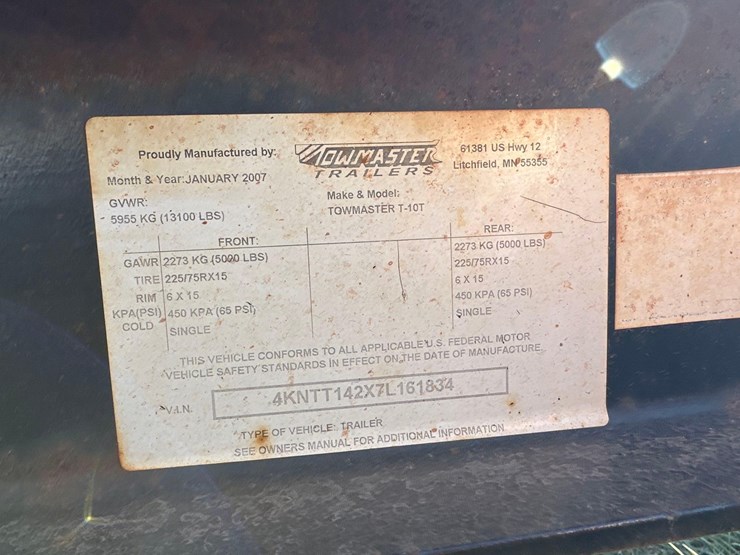 Proudly Manufactured by:
TOWMASTER
TRAILERS
61381 US Hwy 12
Litchfield, MN 55355
Month & Year: JANUARY 2007
GVWR:
5955 KG (13100 LBS)
Make & Model:
TOWMASTER T-10T
FRONT: REAR:
GAWR 2273 KG (5000 LBS) 2273 KG (5000 LBS)
TIRE 225/75RX15 225/75RX15
RIM 6 X 15 6 X 15
KPA(PSI) 450 KPA (65 PSI) 450 KPA (65 PSI)
COLD SINGLE SINGLE
THIS VEHICLE CONFORMS TO ALL APPLICABLE U.S. FEDERAL MOTOR
VEHICLE SAFETY STANDARDS IN EFFECT ON THE DATE OF MANUFACTURE.
V.I.N. 4KNTT142X7L161834
TYPE OF VEHICLE: TRAILER
SEE OWNERS MANUAL FOR ADDITIONAL INFORMATION